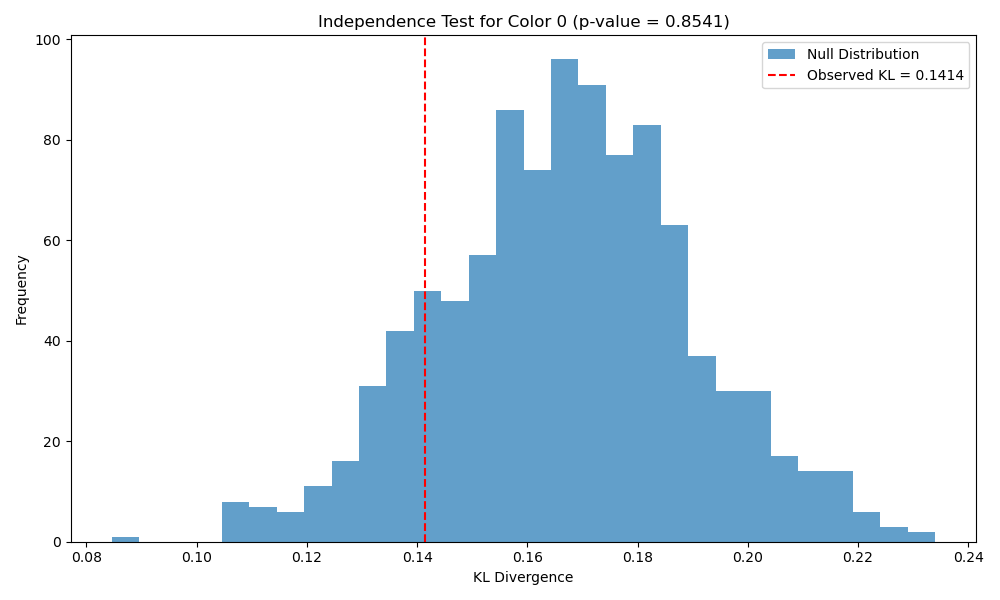 Independence Test for Color 0 (p-value = 0.8541)
100
80
60
40
20
0
Frequency
Null Distribution
Observed KL = 0.1414
0.08 0.10 0.12 0.14 0.16 0.18 0.20 0.22 0.24
KL Divergence